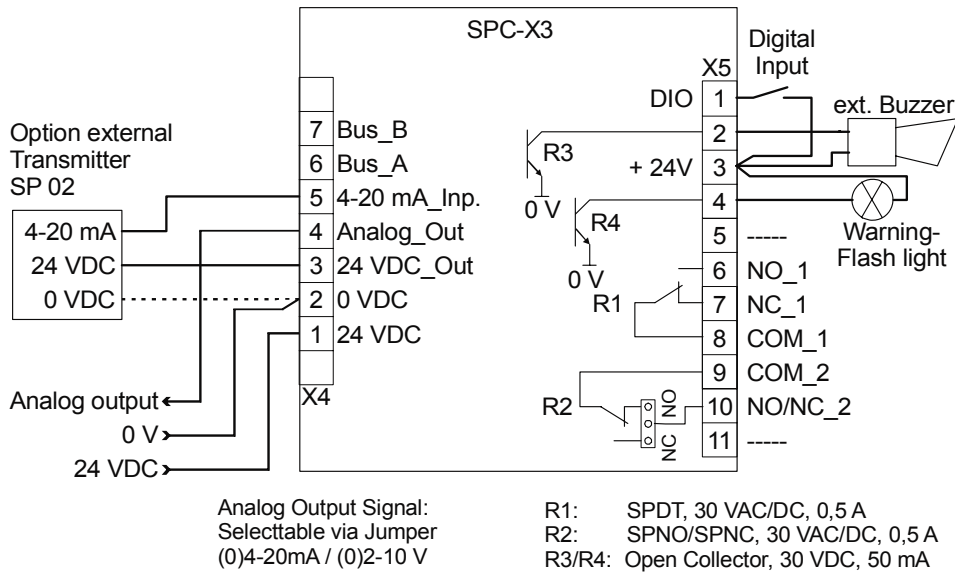 SPC-X3
Option external
Transmitter
SP 02
4-20 mA
24 VDC
0 VDC
Analog output
0 V
24 VDC
7 Bus_B
6 Bus_A
5 4-20 mA_Inp.
4 Analog_Out
3 24 VDC_Out
2 0 VDC
1 24 VDC
X4
R3
0 V
R4
0 V
R1
R2
NO
NC
X5
DIO 1
2
+ 24V 3
4
5 -----
6 NO_1
7 NC_1
8 COM_1
9 COM_2
10 NO/NC_2
11 -----
Digital
Input
ext. Buzzer
Warning-
Flash light
Analog Output Signal:
Selecttable via Jumper
(0)4-20mA / (0)2-10 V
R1: SPDT, 30 VAC/DC, 0,5 A
R2: SPNO/SPNC, 30 VAC/DC, 0,5 A
R3/R4: Open Collector, 30 VDC, 50 mA